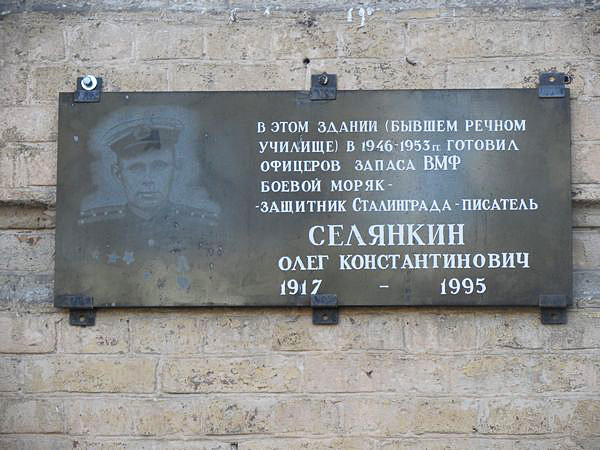 В ЭТОМ ЗДАНИИ (БЫВШЕМ РЕЧНОМ
УЧИЛИЩЕ) В 1946-1953гг. ГОТОВИЛ
ОФИЦЕРОВ ЗАПАСА ВМФ
БОЕВОЙ МОРЯК-
-ЗАЩИТНИК СТАЛИНГРАДА-ПИСАТЕЛЬ
СЕЛЯНКИН
ОЛЕГ КОНСТАНТИНОВИЧ
1917 – 1995